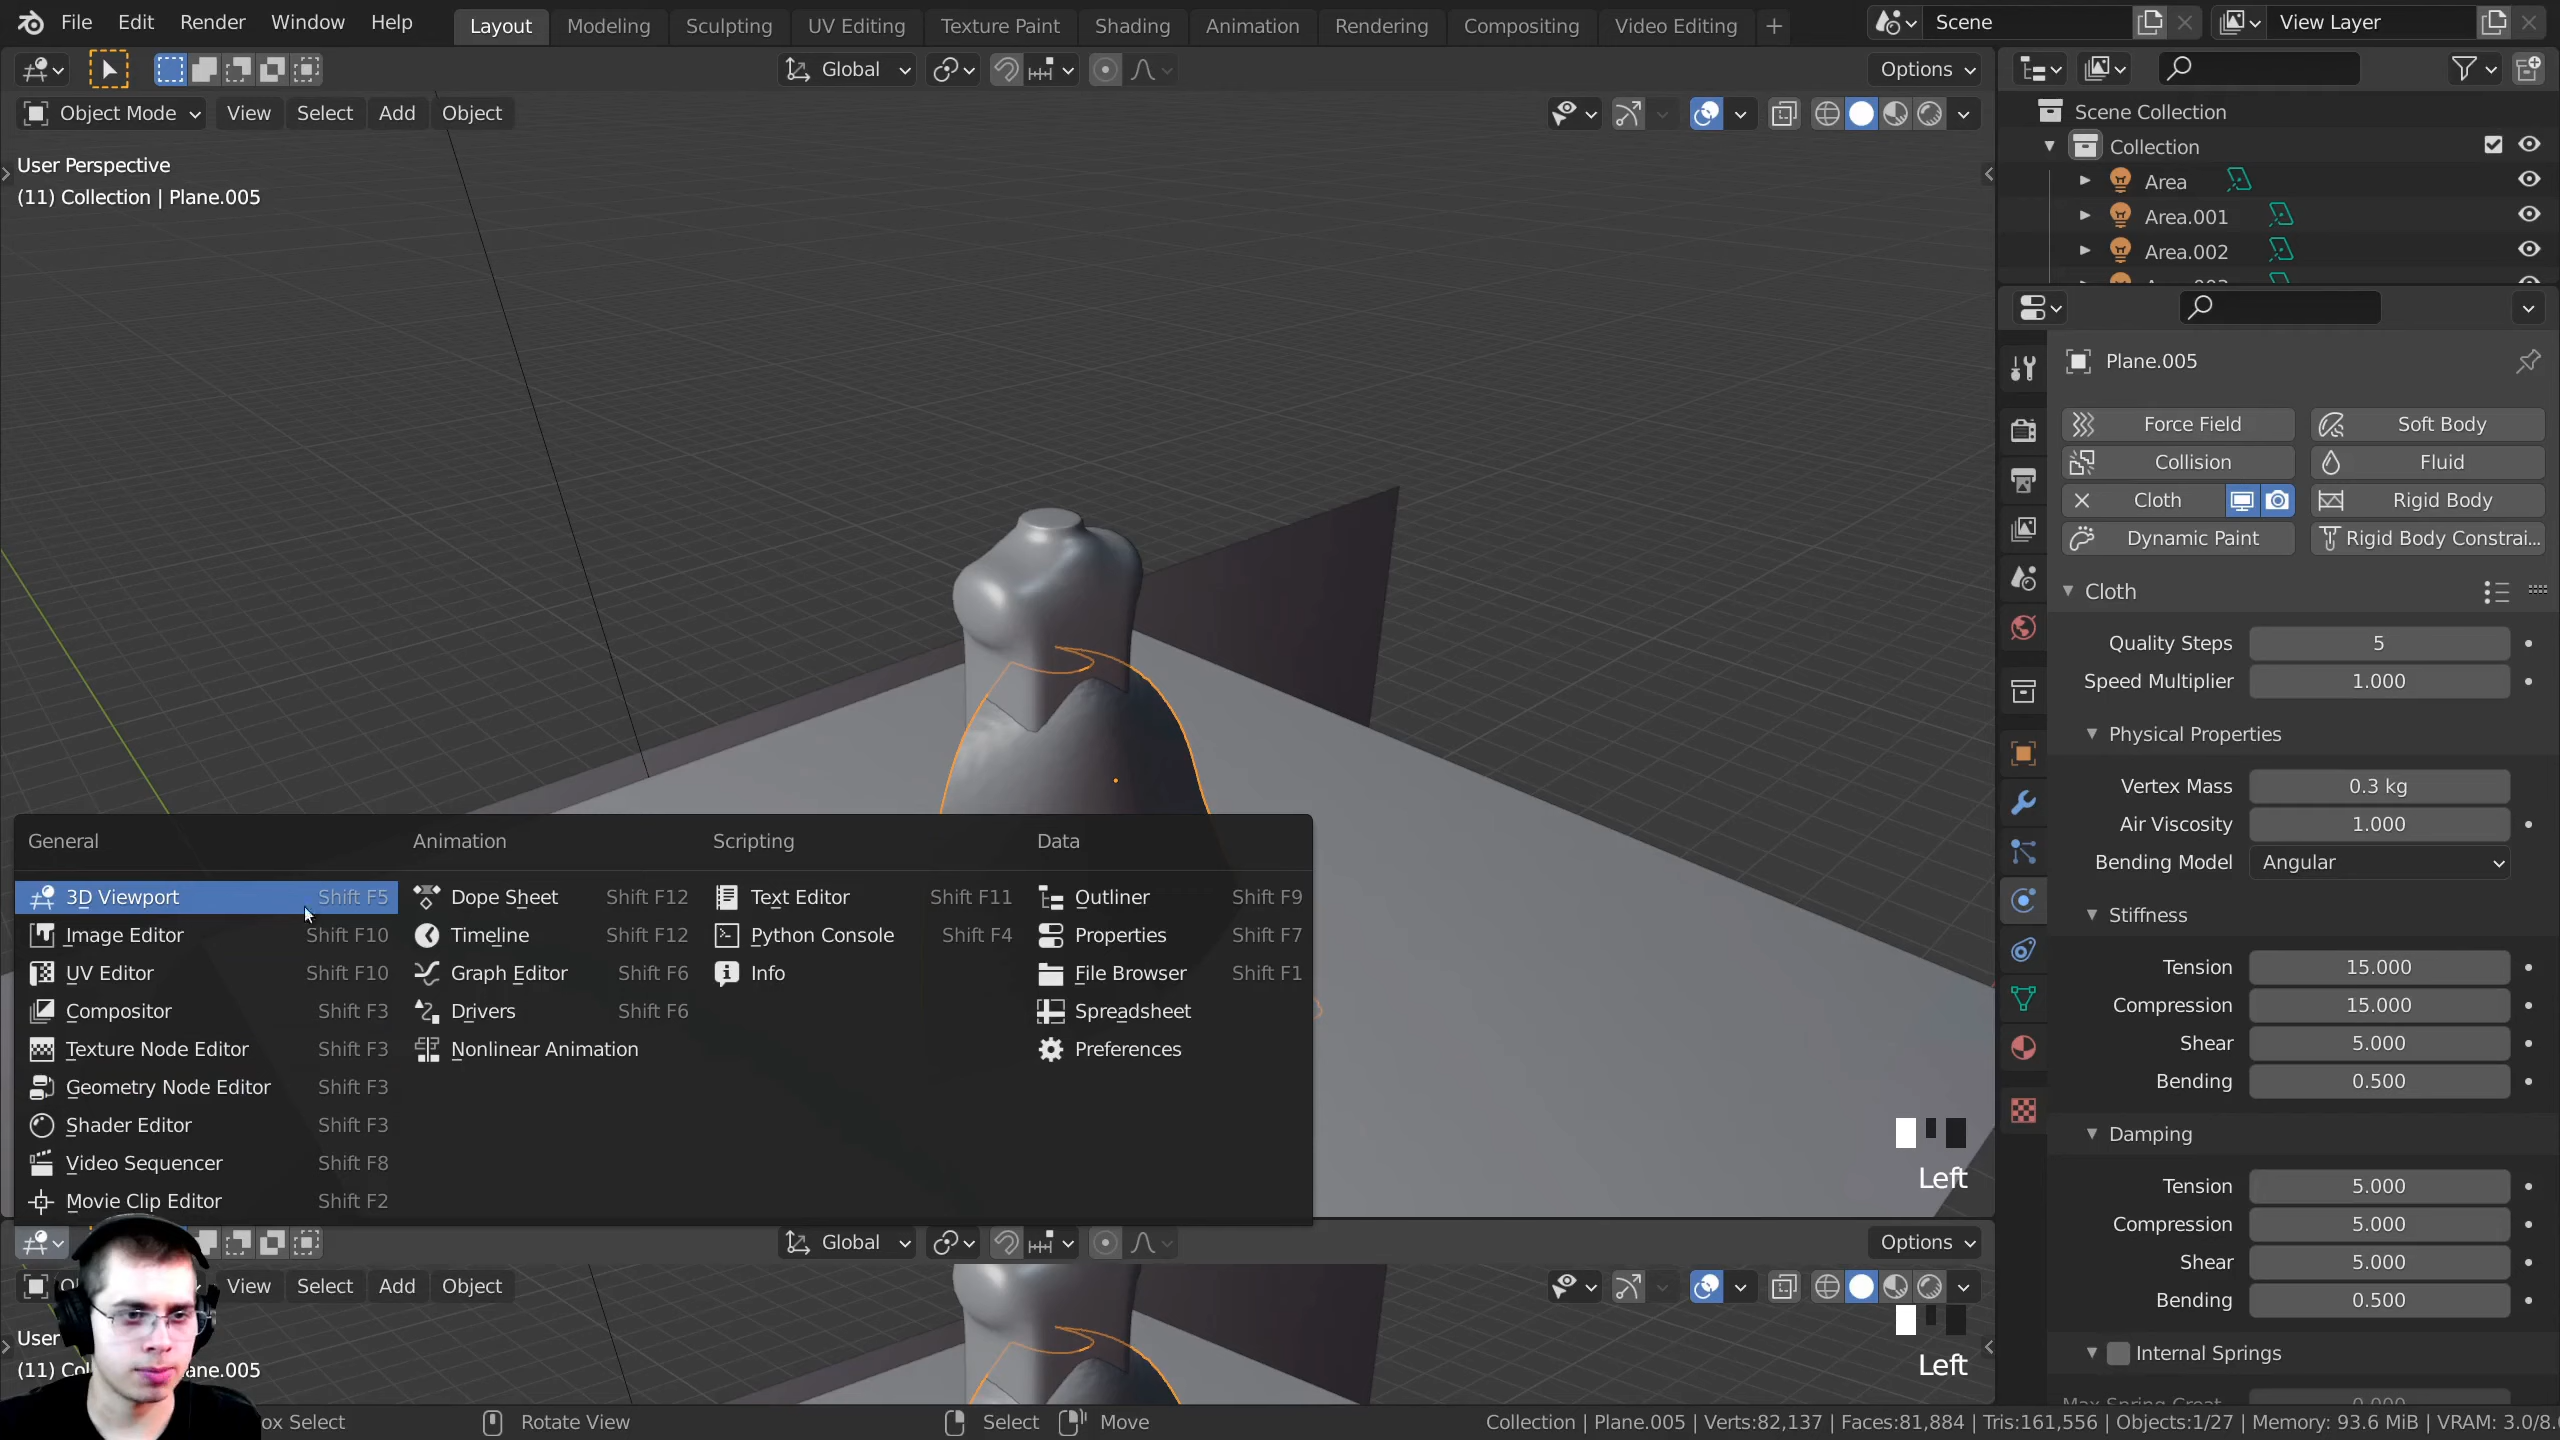 File Edit Render Window Help Layout Modeling Sculpting UV Editing Texture Paint Shading Animation Rendering Compositing Video Editing + Scene View Layer
Global Options
Object Mode View Select Add Object
User Perspective
(11) Collection | Plane.005
Scene Collection
Collection
Area
Area.001
Area.002
Plane.005
Force Field Soft Body
Collision Fluid
Cloth Rigid Body
Dynamic Paint Rigid Body Constrai...
Cloth
Quality Steps 5
Speed Multiplier 1.000
Physical Properties
Vertex Mass 0.3 kg
Air Viscosity 1.000
Bending Model Angular
Stiffness
Tension 15.000
Compression 15.000
Shear 5.000
Bending 0.500
Damping
Tension 5.000
Compression 5.000
Shear 5.000
Bending 0.500
Internal Springs
General Animation Scripting Data
3D Viewport Shift F5 Dope Sheet Shift F12 Text Editor Shift F11 Outliner Shift F9
Image Editor Shift F10 Timeline Shift F12 Python Console Shift F4 Properties Shift F7
UV Editor Shift F10 Graph Editor Shift F6 Info File Browser Shift F1
Compositor Shift F3 Drivers Shift F6 Spreadsheet
Texture Node Editor Shift F3 Nonlinear Animation Preferences
Geometry Node Editor Shift F3
Shader Editor Shift F3
Video Sequencer Shift F8
Movie Clip Editor Shift F2
Left
Global Options
View Select Add Object
User
(11) Col ane.005
Left
ox Select Rotate View Select Move Collection | Plane.005 | Verts:82,137 | Faces:81,884 | Tris:161,556 | Objects:1/27 | Memory: 93.6 MiB | VRAM: 3.0/8.